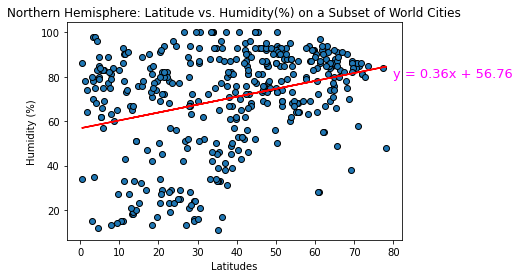 Northern Hemisphere: Latitude vs. Humidity(%) on a Subset of World Cities
100
80
60
40
20
Humidity (%)
y = 0.36x + 56.76
0 10 20 30 40 50 60 70 80
Latitudes